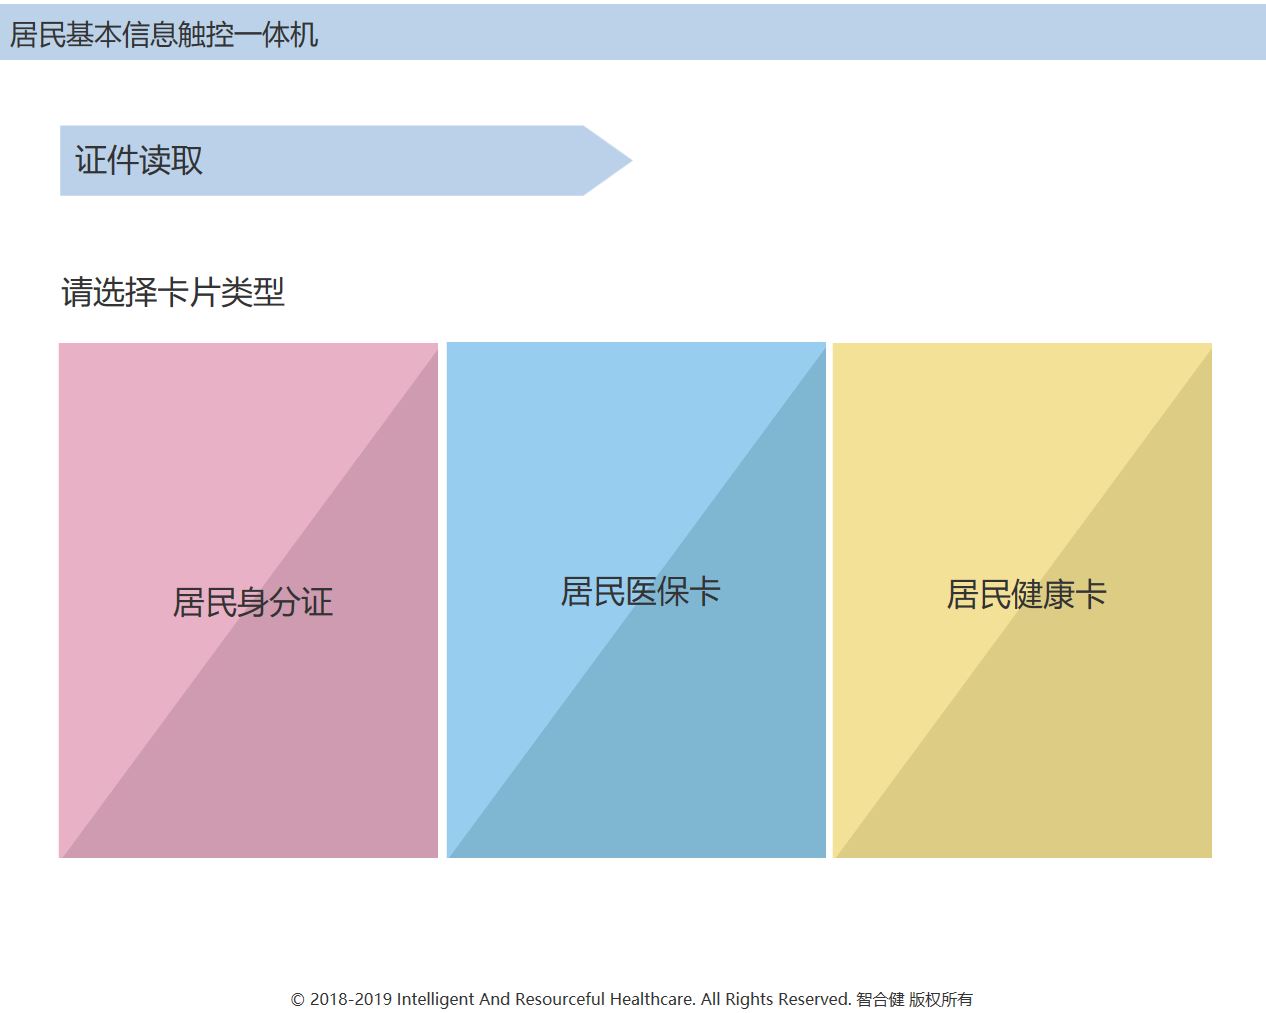 居民基本信息触控一体机
证件读取
请选择卡片类型
居民身分证
居民医保卡
居民健康卡
© 2018-2019 Intelligent And Resourceful Healthcare. All Rights Reserved. 智合健 版权所有